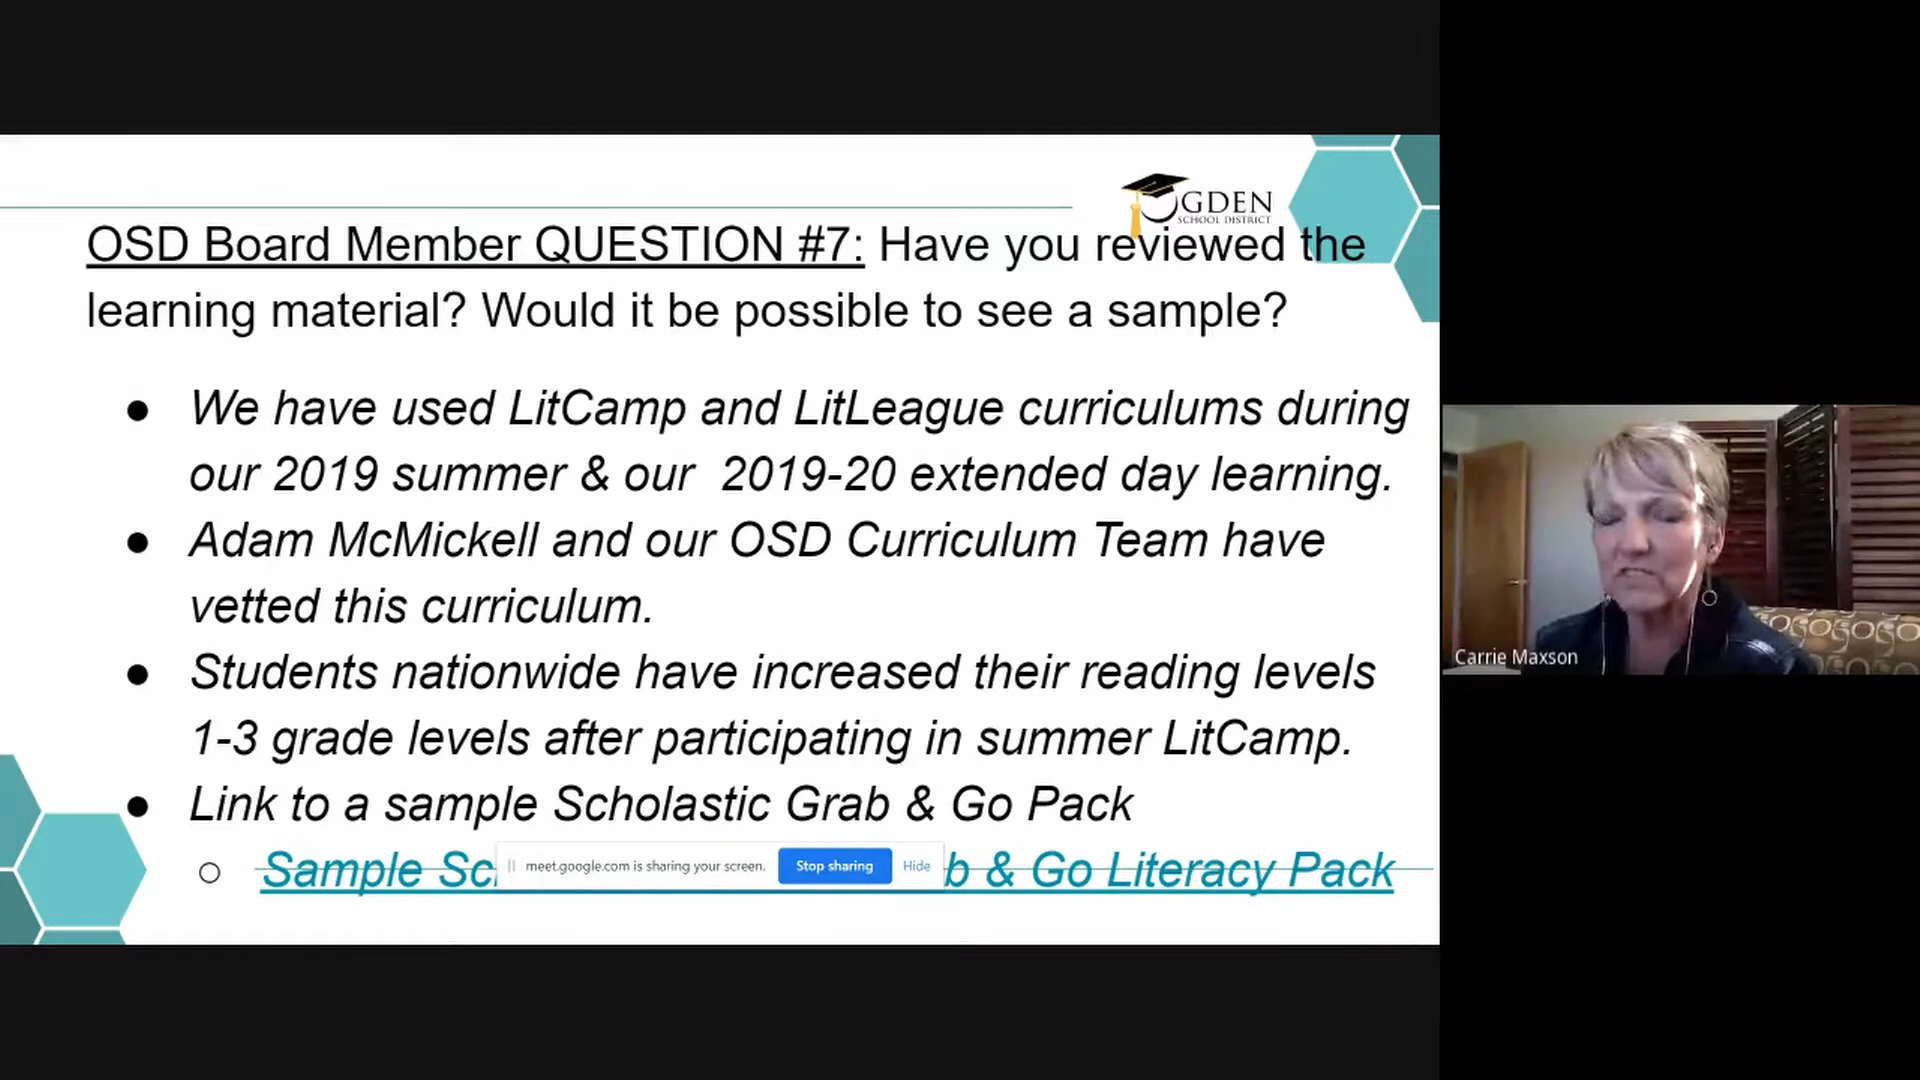 GDEN
SCHOOL DISTRICT
OSD Board Member QUESTION #7: Have you reviewed the
learning material? Would it be possible to see a sample?
● We have used LitCamp and LitLeague curriculums during
our 2019 summer & our 2019-20 extended day learning.
● Adam McMickell and our OSD Curriculum Team have
vetted this curriculum.
● Students nationwide have increased their reading levels
1-3 grade levels after participating in summer LitCamp.
● Link to a sample Scholastic Grab & Go Pack
○ Sample & Go Literacy Pack
meet.google.com is sharing your screen. Stop sharing Hide
Carrie Maxson